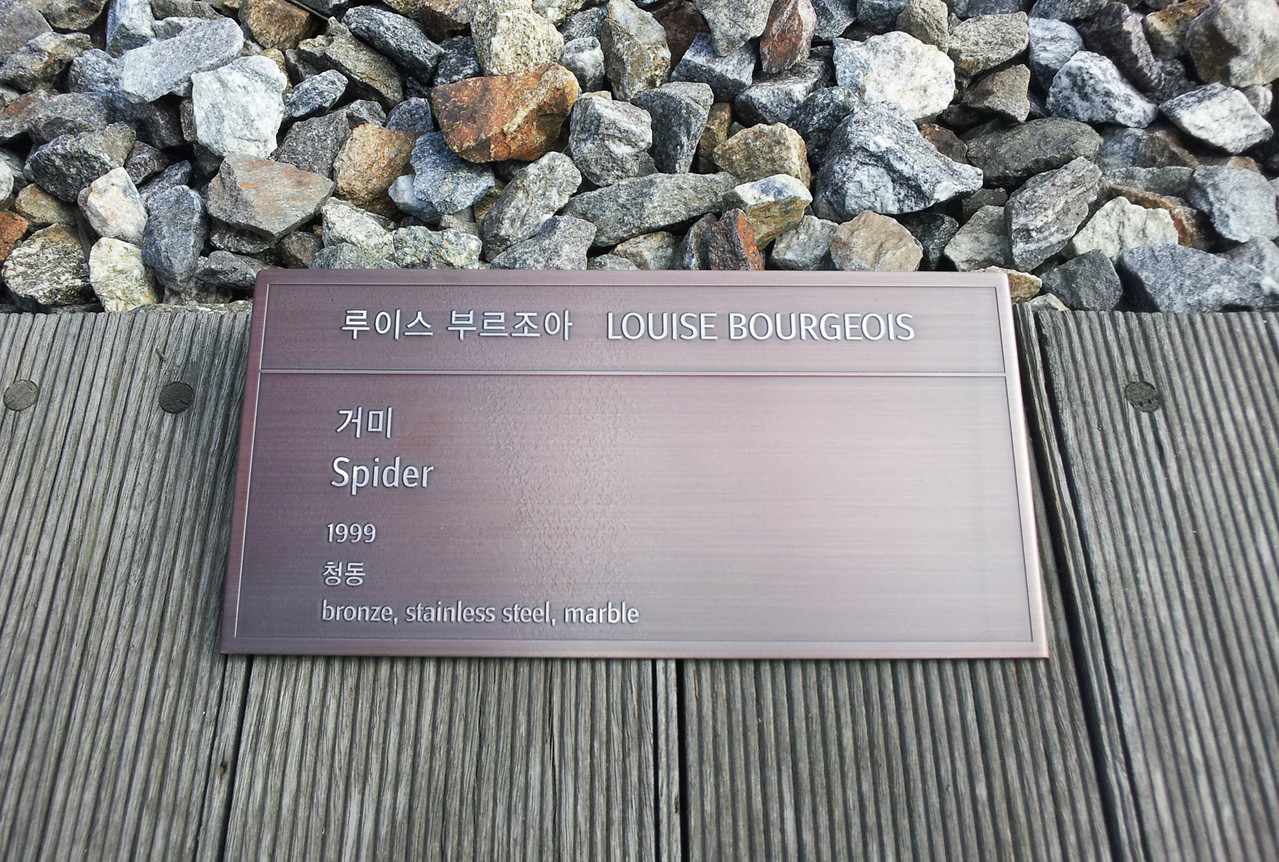 루이스 부르조아 LOUISE BOURGEOIS
거미
Spider
1999
청동
bronze, stainless steel, marble